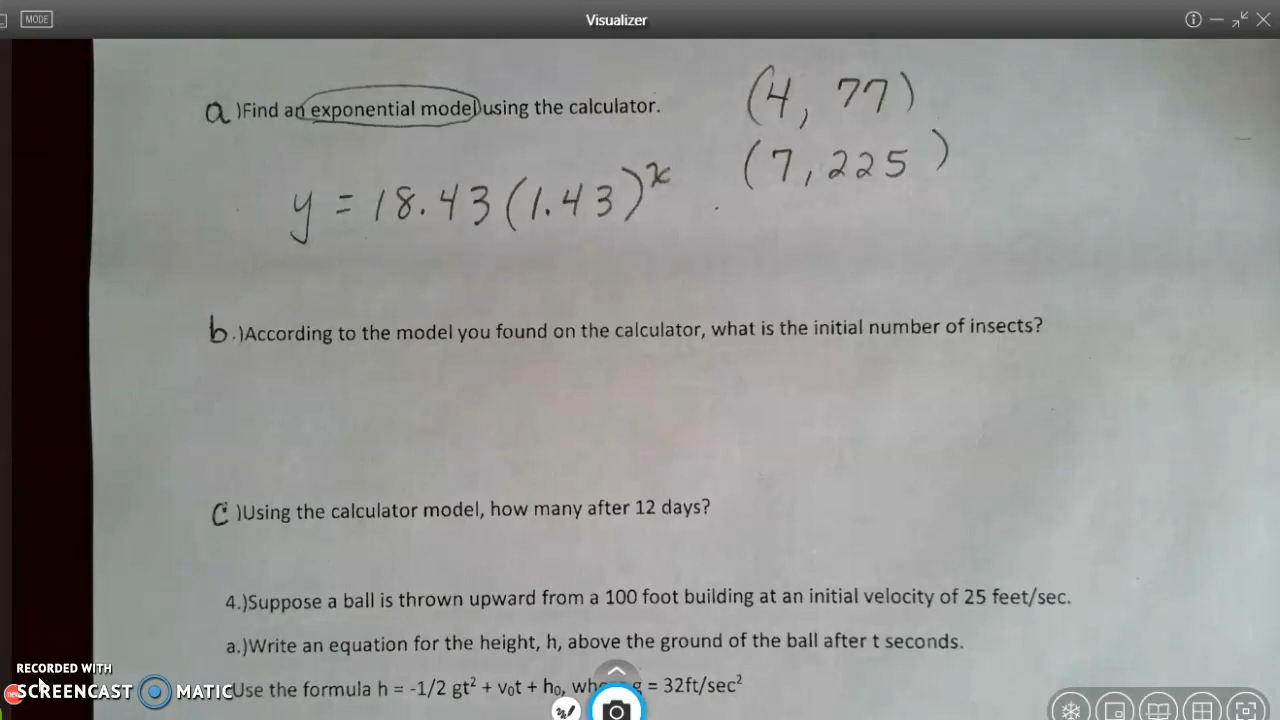 MODE
Visualizer
a )Find an exponential model using the calculator.
(4, 77)
(7, 225 )
y = 18.43(1.43)^x
b.)According to the model you found on the calculator, what is the initial number of insects?
c )Using the calculator model, how many after 12 days?
4.)Suppose a ball is thrown upward from a 100 foot building at an initial velocity of 25 feet/sec.
a.)Write an equation for the height, h, above the ground of the ball after t seconds.
Use the formula h = -1/2 gt² + v₀t + h₀, g = 32ft/sec²
RECORDED WITH
SCREENCAST MATIC